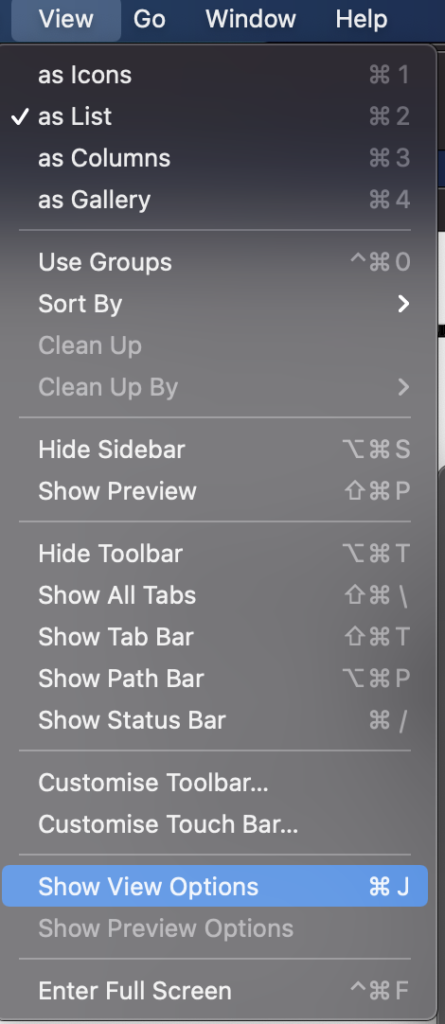 View Go Window Help
as Icons ⌘ 1
✓ as List ⌘ 2
as Columns ⌘ 3
as Gallery ⌘ 4
Use Groups ^⌘0
Sort By >
Clean Up
Clean Up By >
Hide Sidebar ⌥⌘S
Show Preview ⇧⌘P
Hide Toolbar ⌥⌘T
Show All Tabs ⇧⌘\
Show Tab Bar ⇧⌘T
Show Path Bar ⌥⌘P
Show Status Bar ⌘/
Customise Toolbar...
Customise Touch Bar...
Show View Options ⌘J
Show Preview Options
Enter Full Screen ^⌘F